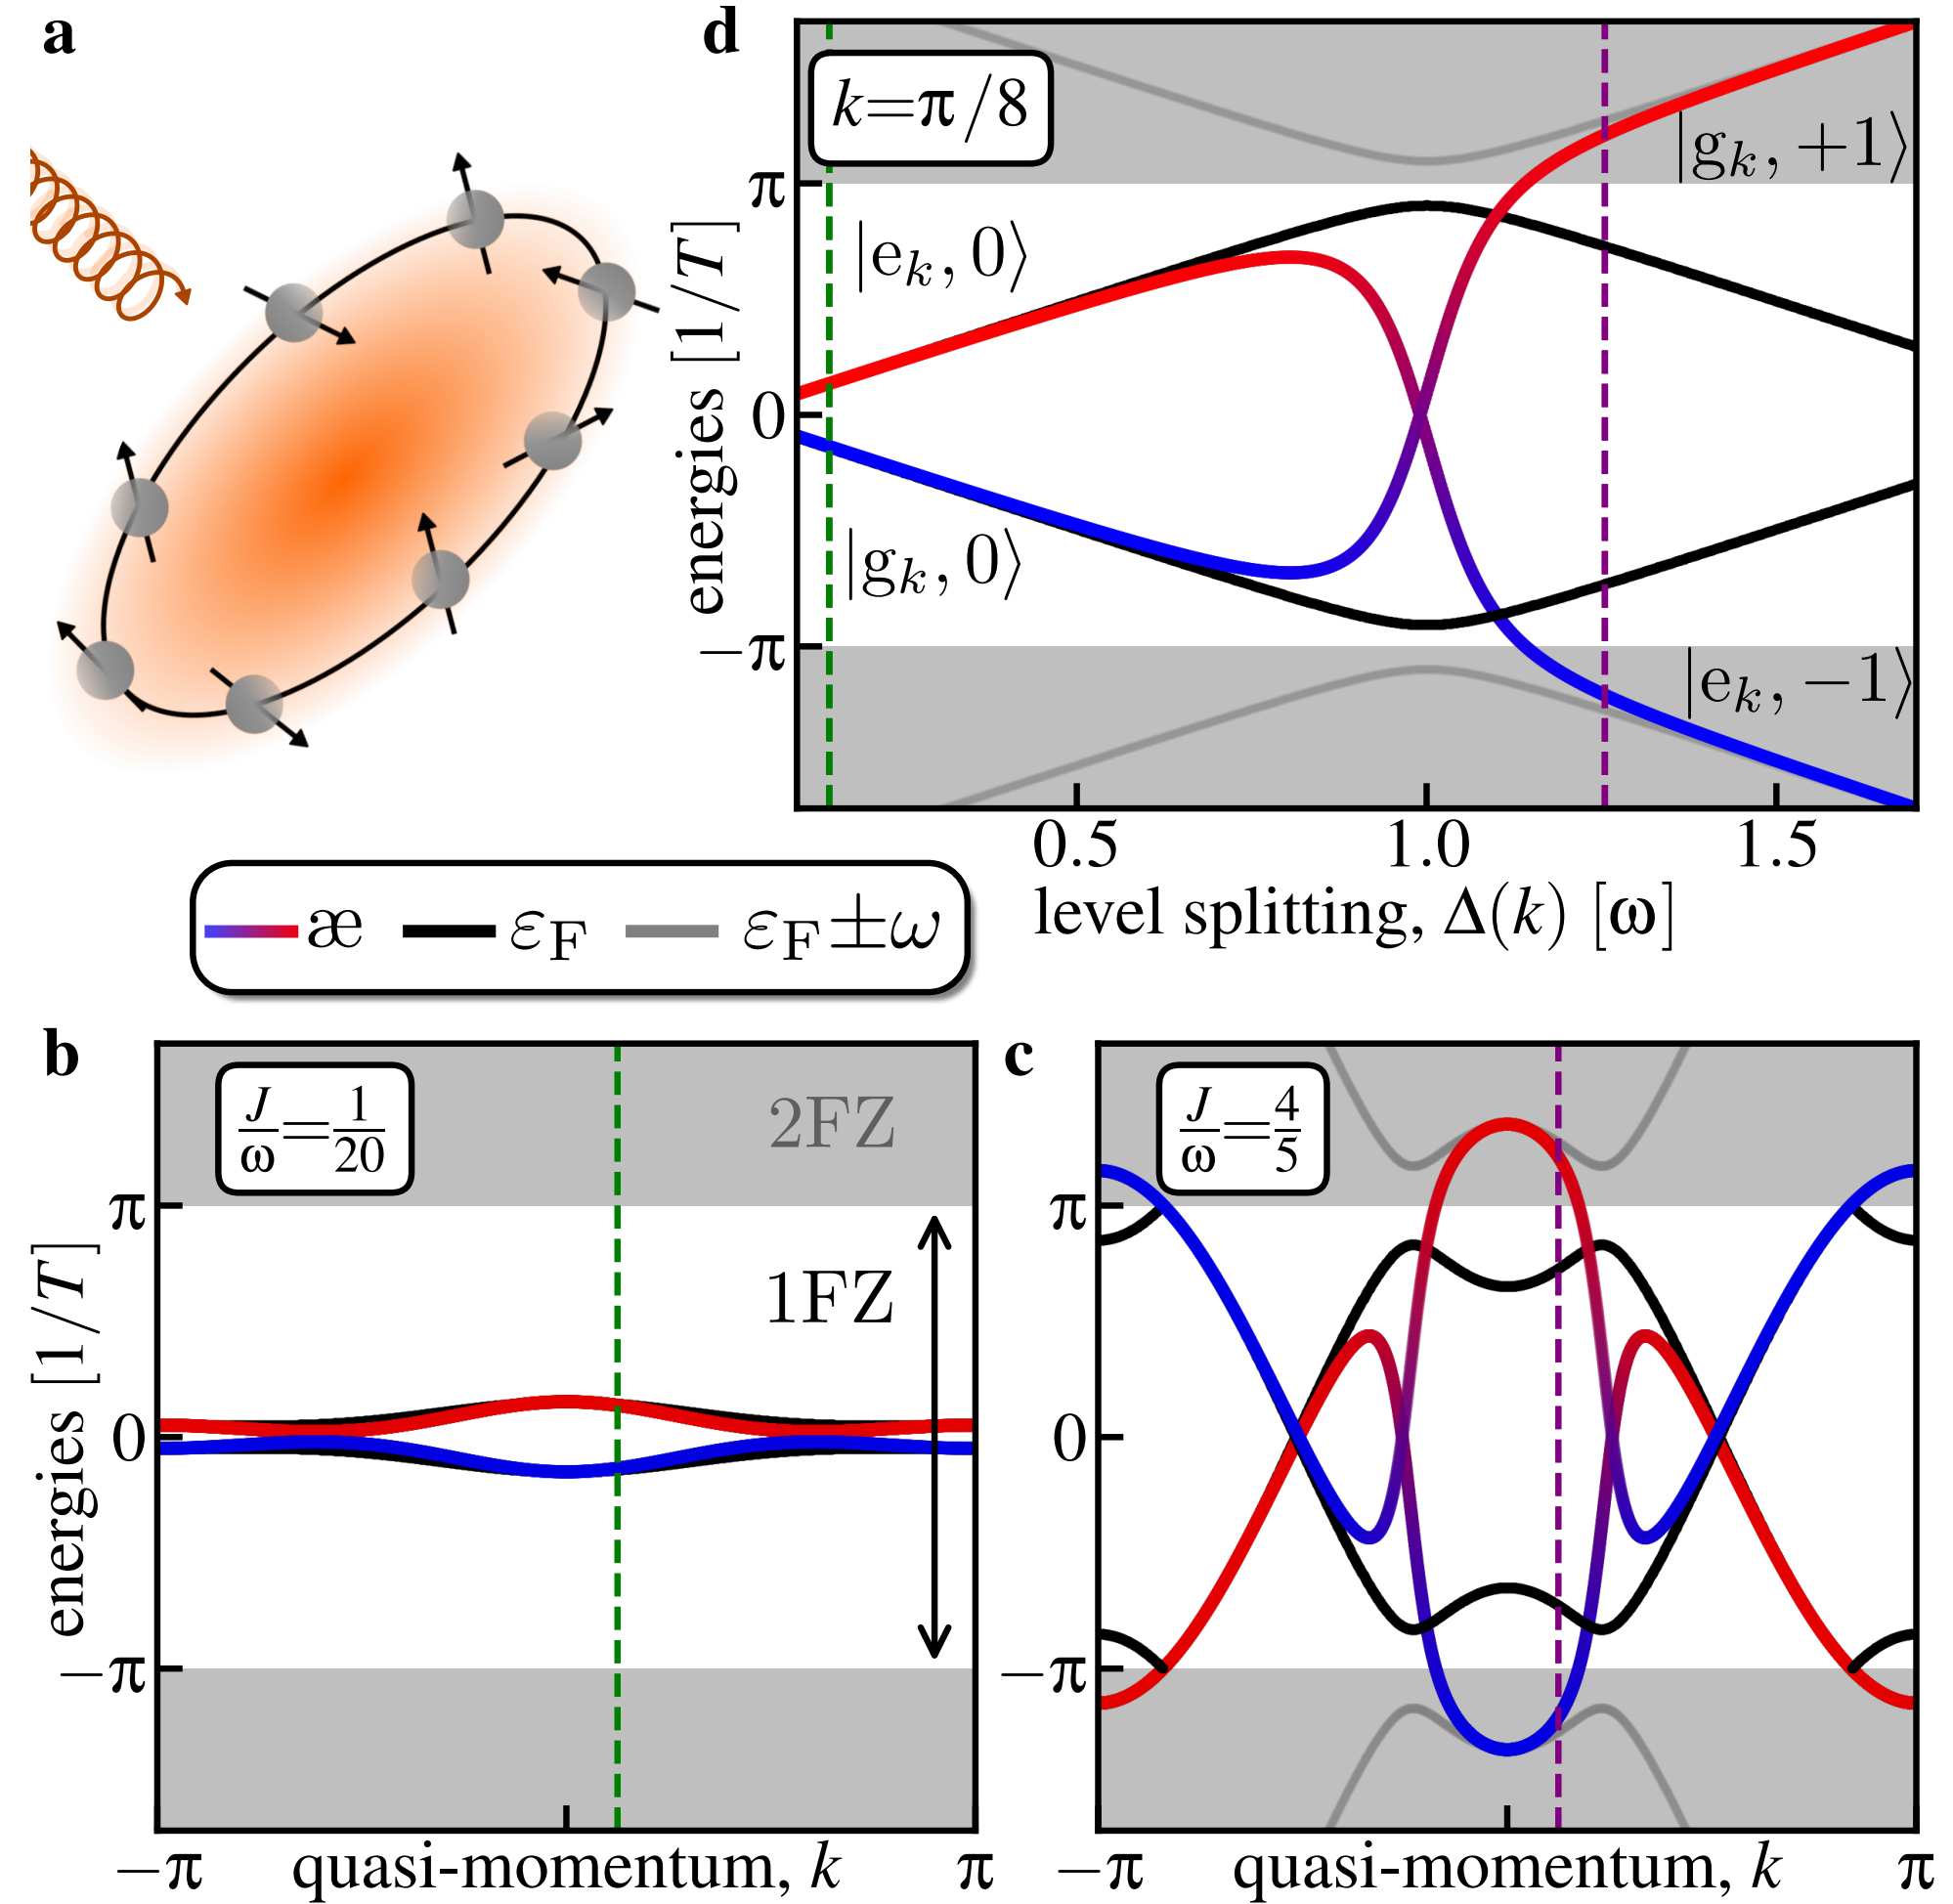 a
d
k=π/8
energies [1/T]
π
0
−π
|e_k, 0⟩
|g_k, 0⟩
|g_k, +1⟩
|e_k, −1⟩
0.5 1.0 1.5
level splitting, Δ(k) [ω]
æ ε_F ε_F±ω
b
J/ω=1/20
2FZ
1FZ
energies [1/T]
π
0
−π
−π quasi-momentum, k π
c
J/ω=4/5
π
0
−π
−π quasi-momentum, k π